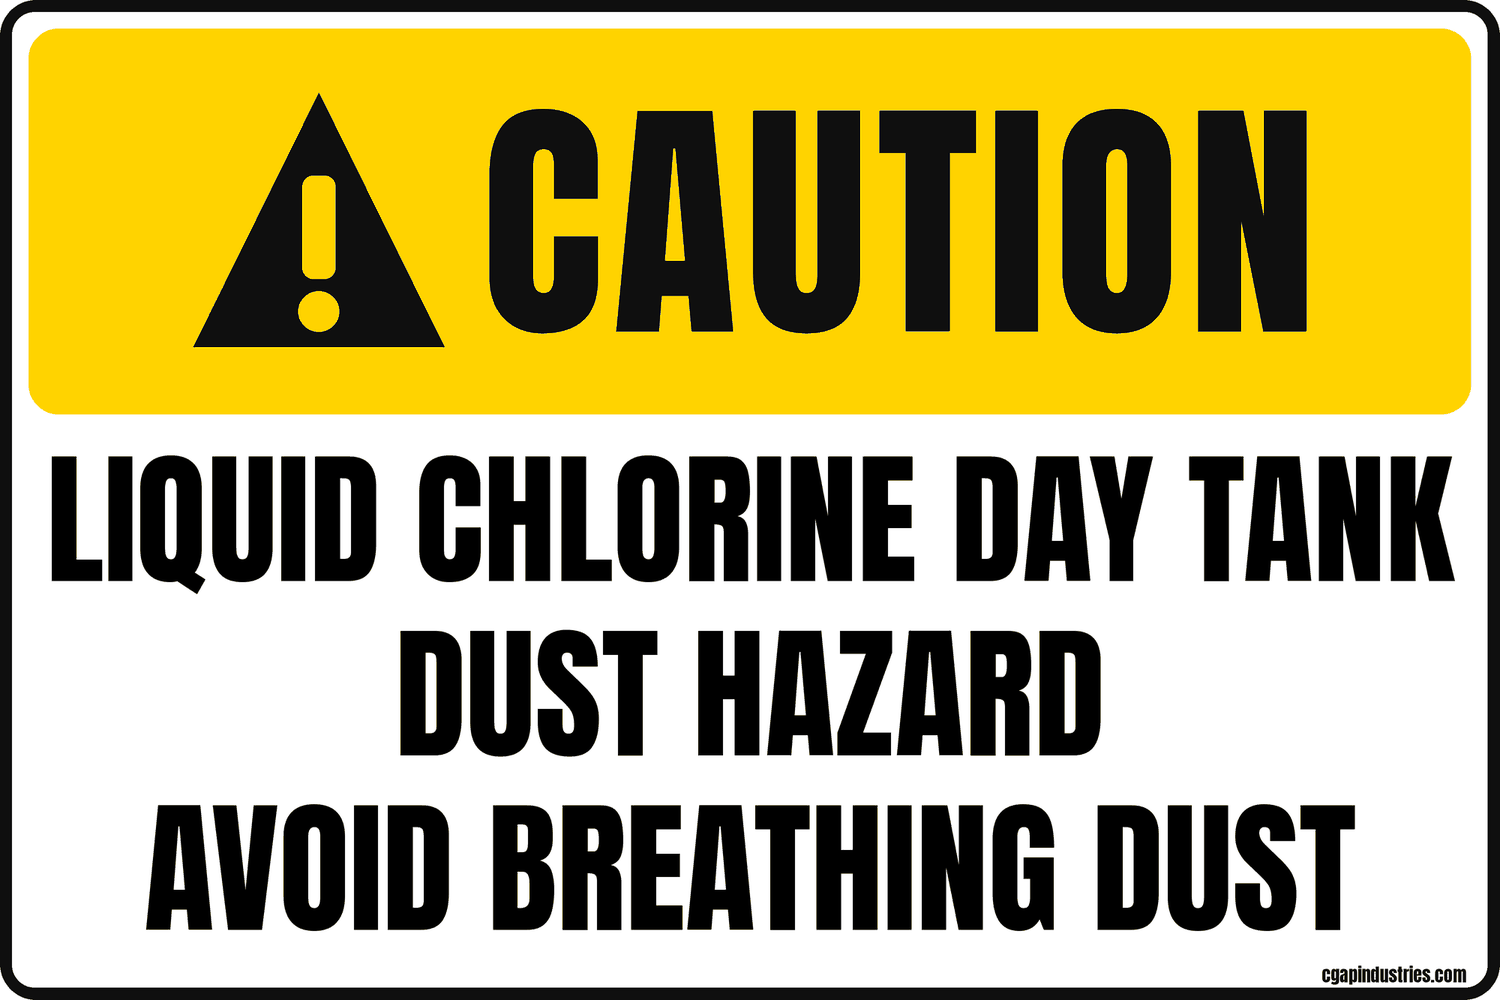 CAUTION
LIQUID CHLORINE DAY TANK
DUST HAZARD
AVOID BREATHING DUST
cgapindustries.com